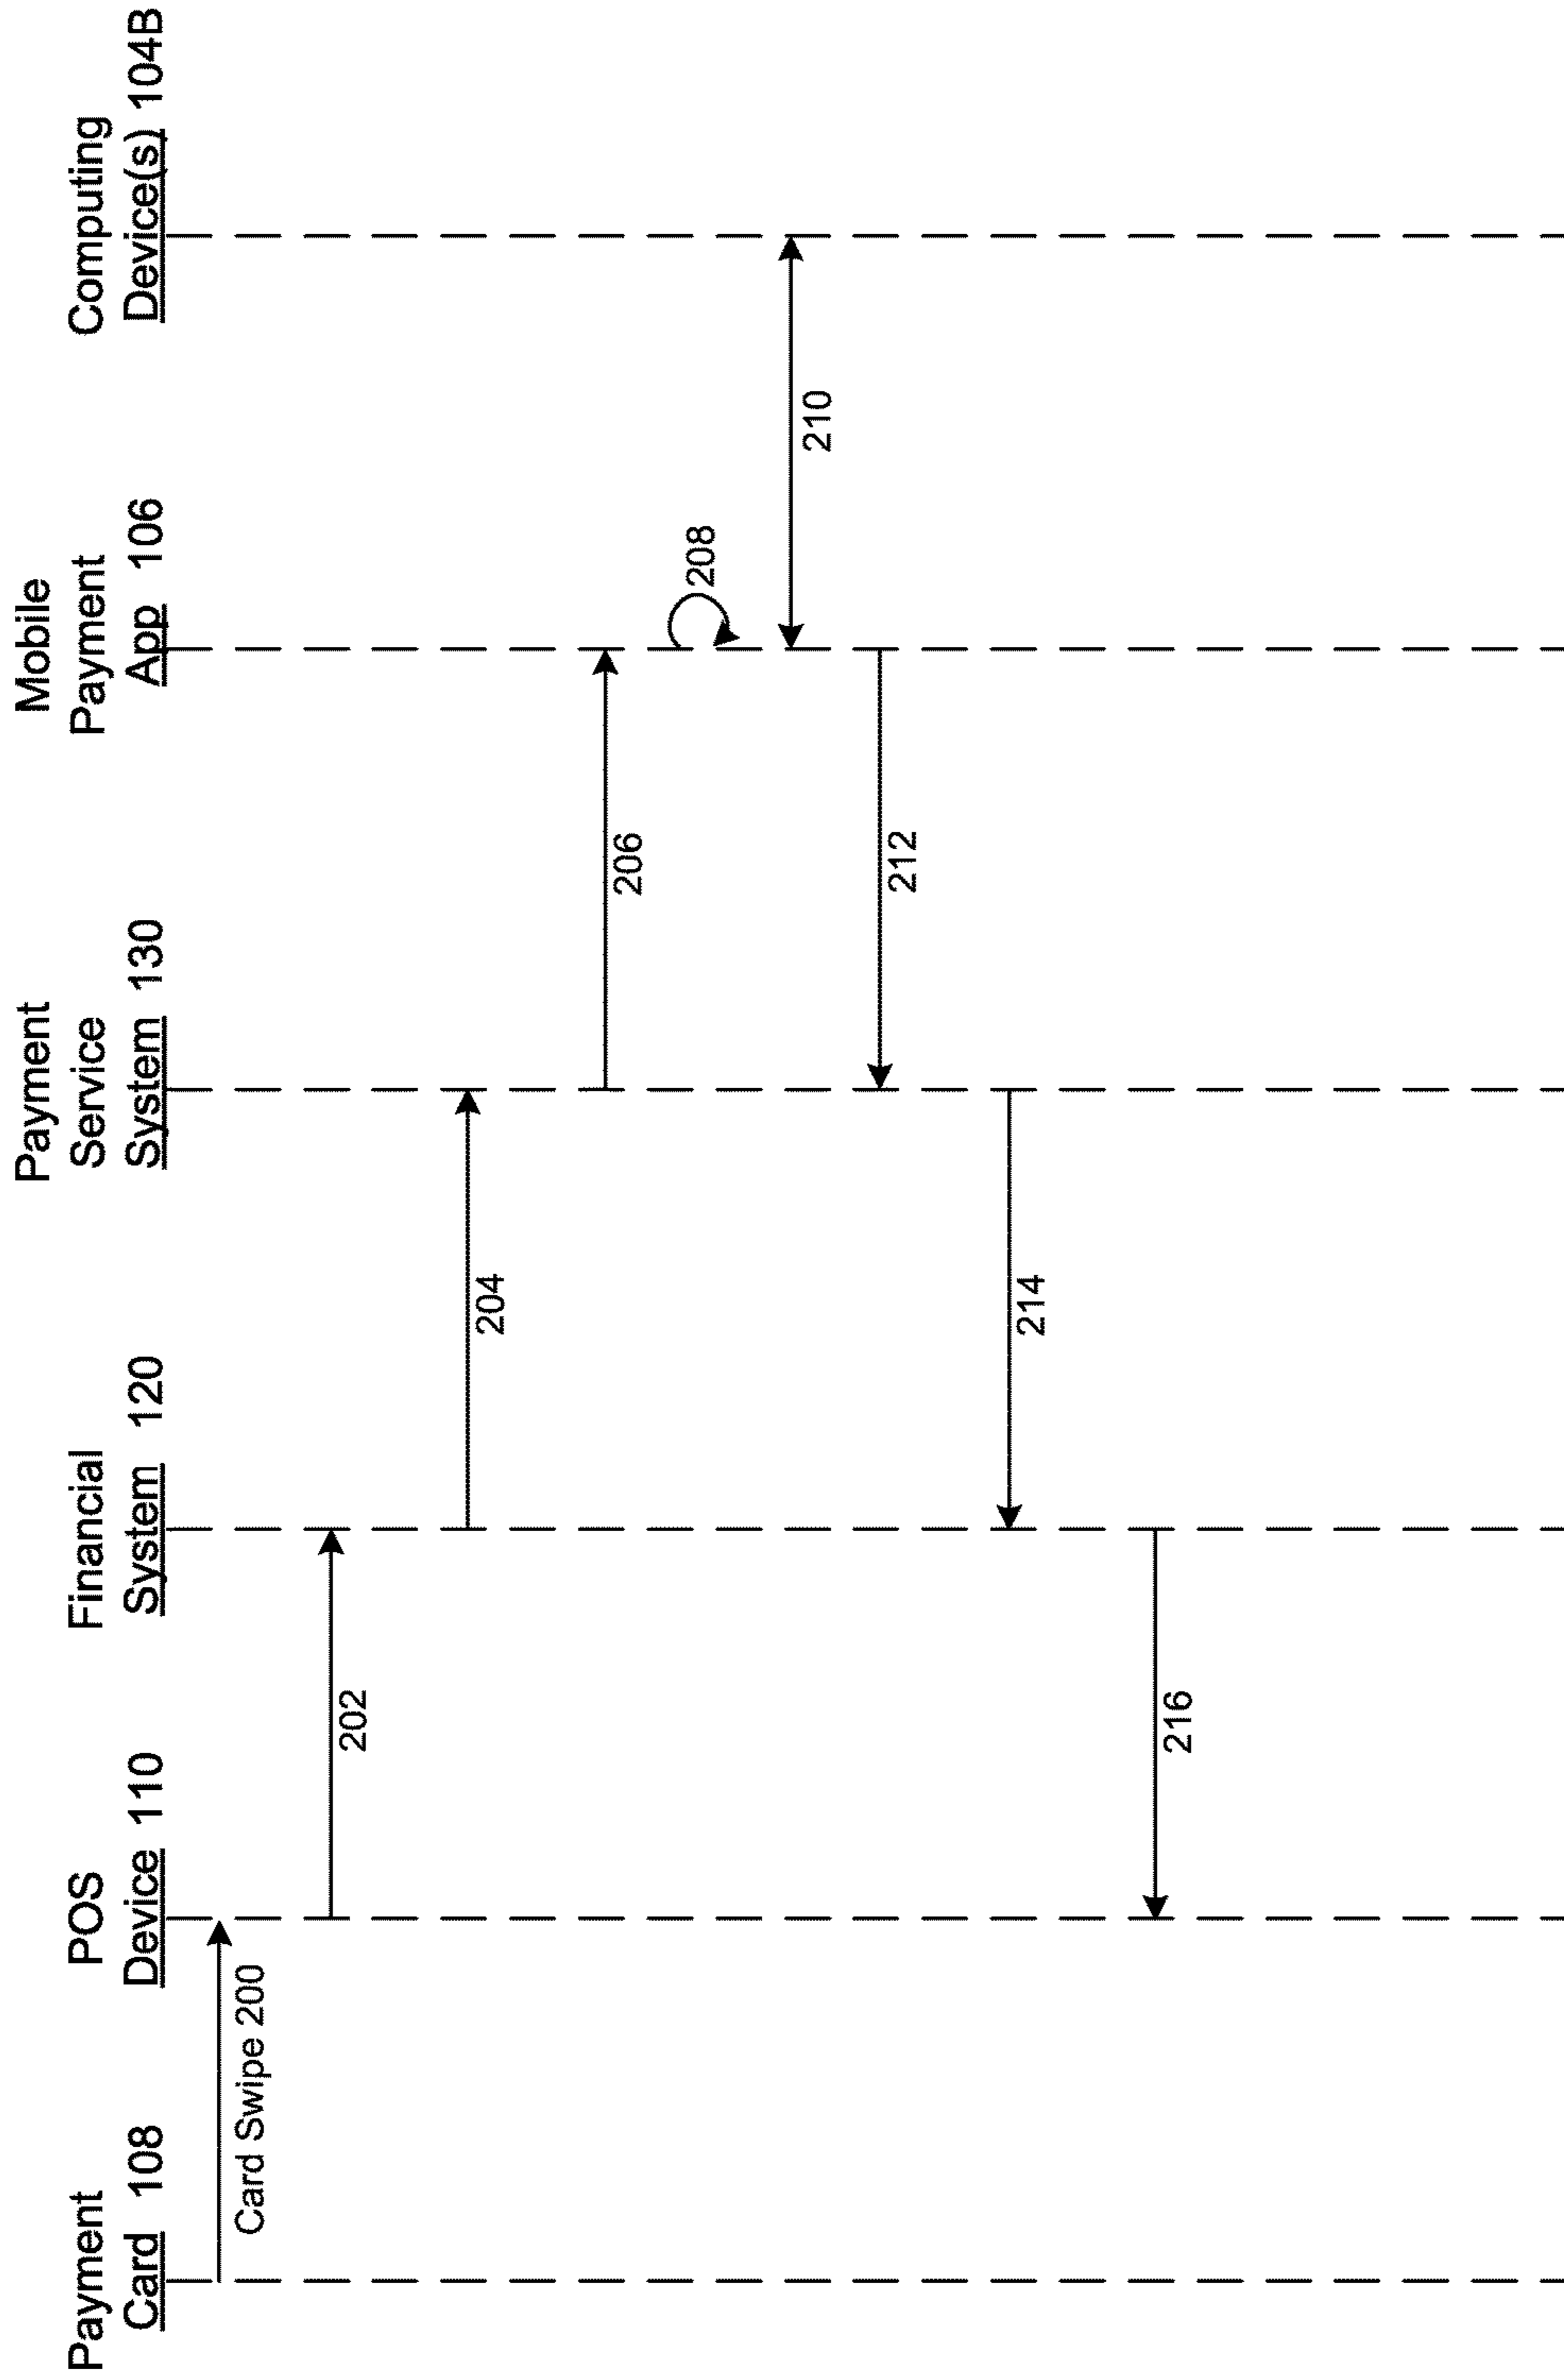 Payment
Card 108
POS
Device 110
Financial
System 120
Payment
Service
System 130
Mobile
Payment
App 106
Computing
Device(s) 104B
Card Swipe 200
202
204
206
208
210
212
214
216